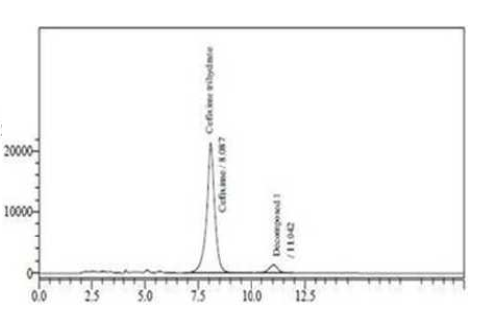 Cefixime trihydrate
Cefixime / 8.087
Decomposed 1
/ 11.042
20000
10000
0
0.0 2.5 5.0 7.5 10.0 12.5